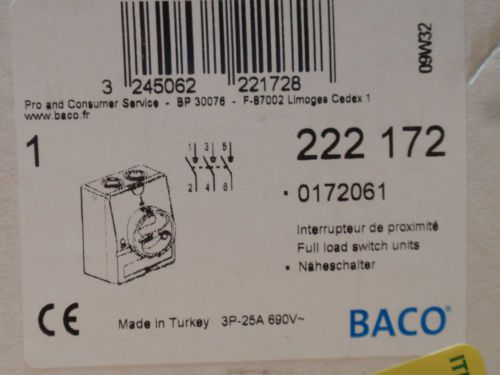 09W32
3 245062 221728
Pro and Consumer Service - BP 30076 - F-87002 Limoges Cedex 1
www.baco.fr
1
1 3 5
2 4 6
222 172
0172061
Interrupteur de proximité
Full load switch units
Näheschalter
CE
Made in Turkey 3P-25A 690V~
BACO®